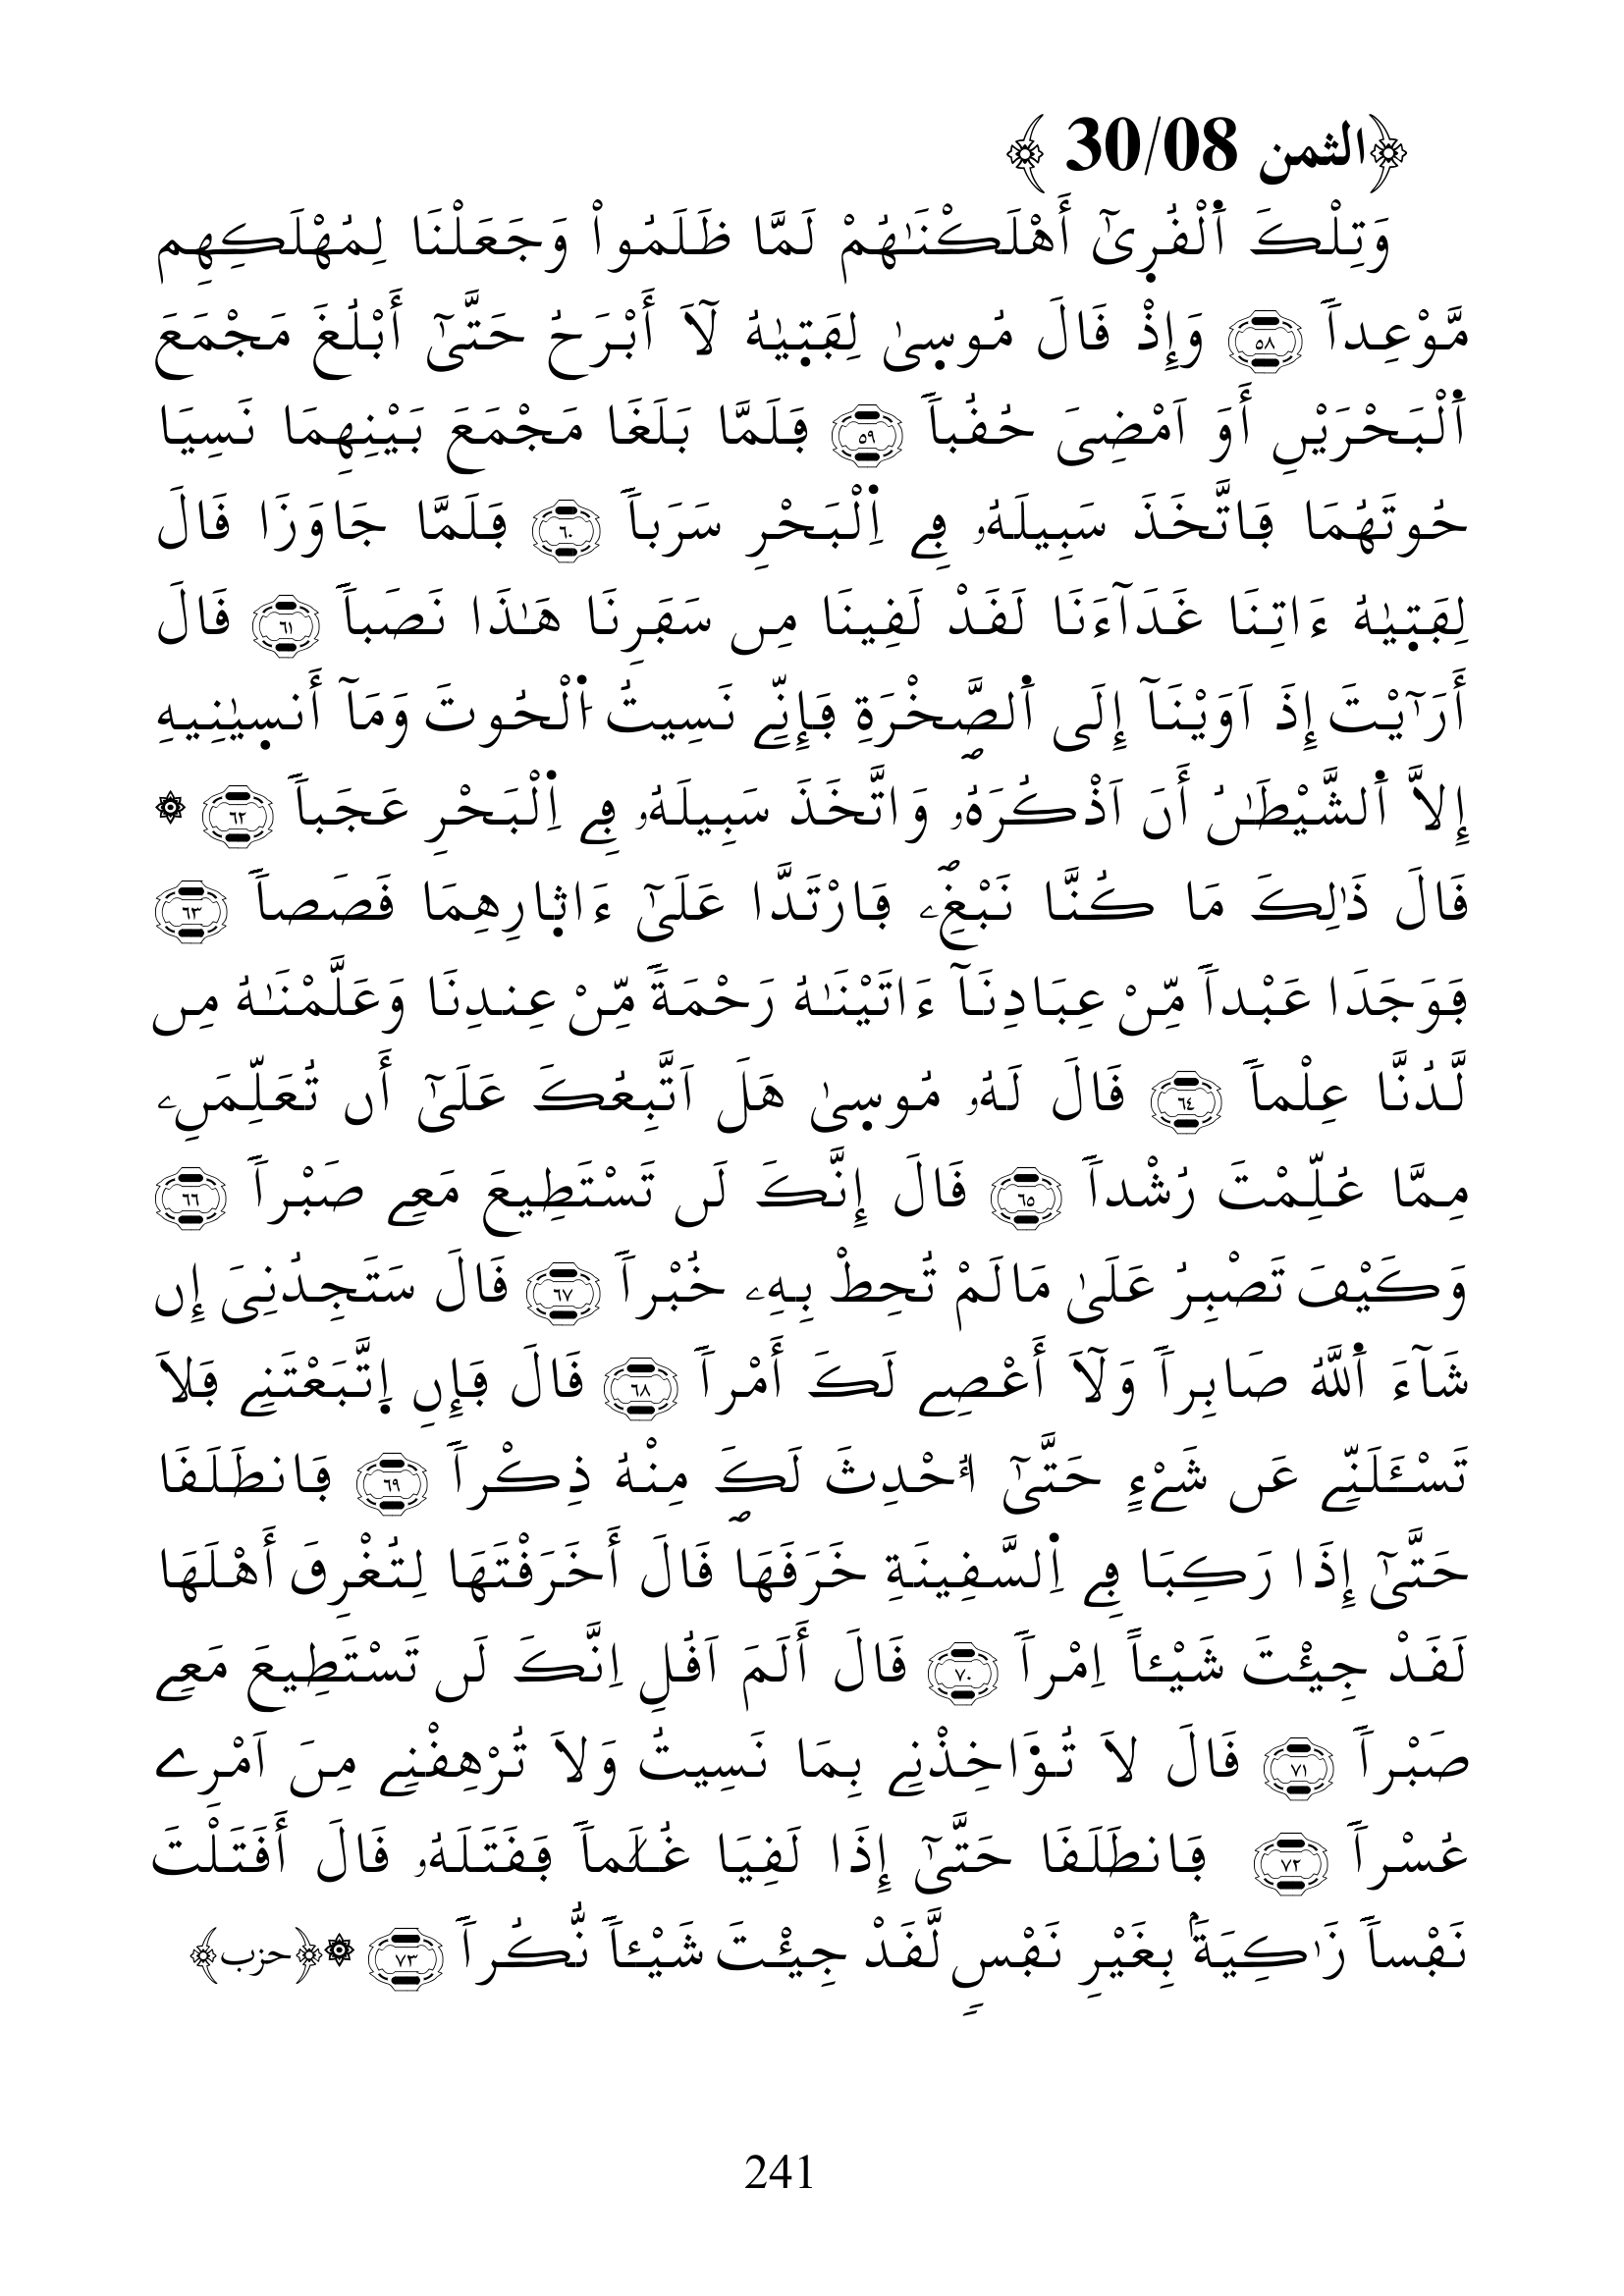 ﴿الثمن 30/08 ﴾
وَتِلْكَ اَ۬لْقُر۪ىٰٓ أَهْلَكْنَٰهُمْ لَمَّا ظَلَمُواْ وَجَعَلْنَا لِمُهْلَكِهِم
مَّوْعِداٗ ٥٨ وَإِذْ قَالَ مُوس۪ىٰ لِفَت۪يٰهُ لَآ أَبْرَحُ حَتَّىٰٓ أَبْلُغَ مَجْمَعَ
اَ۬لْبَحْرَيْنِ أَوَ اَمْضِىَ حُقُباٗ ٥٩ فَلَمَّا بَلَغَا مَجْمَعَ بَيْنِهِمَا نَسِيَا
حُوتَهُمَا فَاتَّخَذَ سَبِيلَهُۥ فِے اِ۬لْبَحْرِ سَرَباٗ ٦٠ فَلَمَّا جَاوَزَا قَالَ
لِفَت۪يٰهُ ءَاتِنَا غَدَآءَنَا لَقَدْ لَقِينَا مِن سَفَرِنَا هَٰذَا نَصَباٗ ٦١ قَالَ
أَرَٰٓيْتَ إِذَ اَوَيْنَآ إِلَى اَ۬لصَّخْرَةِ فَإِنِّے نَسِيتُ اُ۬لْحُوتَ وَمَآ أَنس۪يٰنِيهِ
إِلاَّ اَ۬لشَّيْطَٰنُ أَنَ اَذْكُرَهُۥ وَاتَّخَذَ سَبِيلَهُۥ فِے اِ۬لْبَحْرِ عَجَباٗ ٦٢ ۞
قَالَ ذَٰلِكَ مَا كُنَّا نَبْغِۦۖ فَارْتَدَّا عَلَىٰٓ ءَاث۪ارِهِمَا قَصَصاٗ ٦٣
فَوَجَدَا عَبْداٗ مِّنْ عِبَادِنَآ ءَاتَيْنَٰهُ رَحْمَةٗ مِّنْ عِندِنَا وَعَلَّمْنَٰهُ مِن
لَّدُنَّا عِلْماٗ ٦٤ قَالَ لَهُۥ مُوس۪ىٰ هَلَ اَتَّبِعُكَ عَلَىٰٓ أَن تُعَلِّمَنِۦ
مِمَّا عُلِّمْتَ رُشْداٗ ٦٥ قَالَ إِنَّكَ لَن تَسْتَطِيعَ مَعِے صَبْراٗ ٦٦
وَكَيْفَ تَصْبِرُ عَلَىٰ مَا لَمْ تُحِطْ بِهِۦ خُبْراٗ ٦٧ قَالَ سَتَجِدُنِىَ إِن
شَآءَ اَ۬للَّهُ صَابِراٗ وَلَآ أَعْصِے لَكَ أَمْراٗ ٦٨ قَالَ فَإِنِ اِ۪تَّبَعْتَنِے فَلاَ
تَسْـَٔلَنِّے عَن شَےْءٍ حَتَّىٰٓ أُحْدِثَ لَكَۖ مِنْهُ ذِكْراٗ ٦٩ فَانطَلَقَا
حَتَّىٰٓ إِذَا رَكِبَا فِے اِ۬لسَّفِينَةِ خَرَقَهَا قَالَ أَخَرَقْتَهَا لِتُغْرِقَ أَهْلَهَا
لَقَدْ جِئْتَ شَيْـٔاً اِمْراٗ ٧٠ قَالَ أَلَمَ اَقُلِ اِنَّكَ لَن تَسْتَطِيعَ مَعِے
صَبْراٗ ٧١ قَالَ لاَ تُؤَاخِذْنِے بِمَا نَسِيتُ وَلاَ تُرْهِقْنِے مِنَ اَمْرِے
عُسْراٗ ٧٢ فَانطَلَقَا حَتَّىٰٓ إِذَا لَقِيَا غُلَٰماٗ فَقَتَلَهُۥ قَالَ أَقَتَلْتَ
نَفْساٗ زَٰكِيَةَۢ بِغَيْرِ نَفْسٖ لَّقَدْ جِئْتَ شَيْـٔاٗ نُّكُراٗ ٧٣ ۞﴿حزب﴾
241